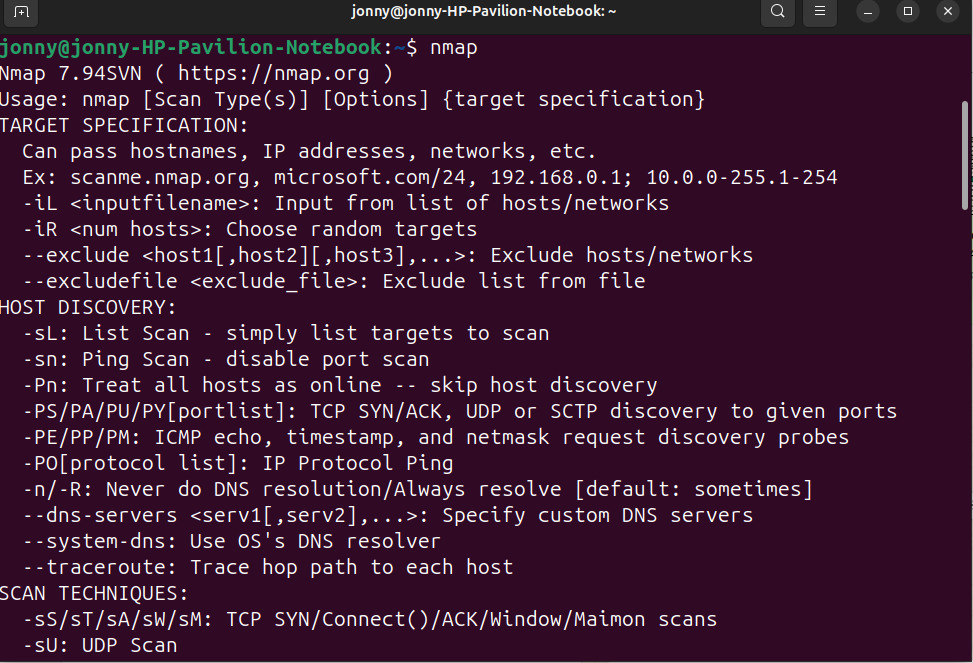 jonny@jonny-HP-Pavilion-Notebook: ~
jonny@jonny-HP-Pavilion-Notebook:~$ nmap
Nmap 7.94SVN ( https://nmap.org )
Usage: nmap [Scan Type(s)] [Options] {target specification}
TARGET SPECIFICATION:
  Can pass hostnames, IP addresses, networks, etc.
  Ex: scanme.nmap.org, microsoft.com/24, 192.168.0.1; 10.0.0-255.1-254
  -iL <inputfilename>: Input from list of hosts/networks
  -iR <num hosts>: Choose random targets
  --exclude <host1[,host2][,host3],...>: Exclude hosts/networks
  --excludefile <exclude_file>: Exclude list from file
HOST DISCOVERY:
  -sL: List Scan - simply list targets to scan
  -sn: Ping Scan - disable port scan
  -Pn: Treat all hosts as online -- skip host discovery
  -PS/PA/PU/PY[portlist]: TCP SYN/ACK, UDP or SCTP discovery to given ports
  -PE/PP/PM: ICMP echo, timestamp, and netmask request discovery probes
  -PO[protocol list]: IP Protocol Ping
  -n/-R: Never do DNS resolution/Always resolve [default: sometimes]
  --dns-servers <serv1[,serv2],...>: Specify custom DNS servers
  --system-dns: Use OS's DNS resolver
  --traceroute: Trace hop path to each host
SCAN TECHNIQUES:
  -sS/sT/sA/sW/sM: TCP SYN/Connect()/ACK/Window/Maimon scans
  -sU: UDP Scan